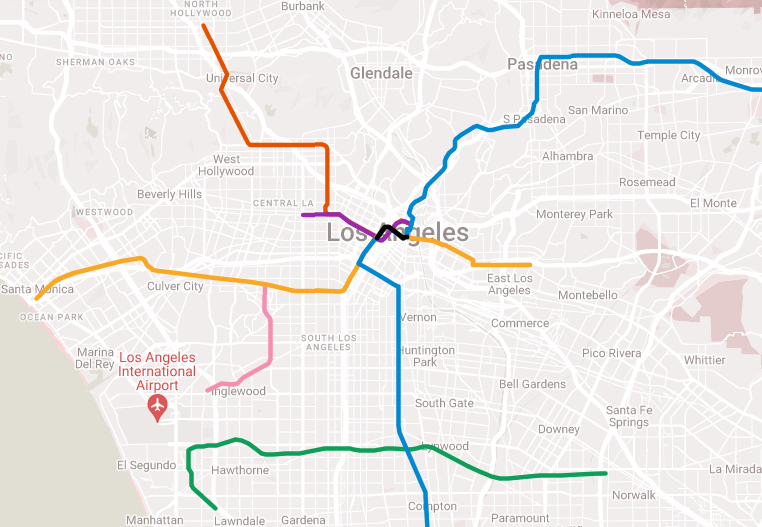 NORTH
HOLLYWOOD
Burbank
Kinneloa Mesa
SHERMAN OAKS
Universal City
Glendale
Pasadena
Arcadia
Monrov
San Marino
S Pasadena
Temple City
West
Hollywood
Alhambra
Beverly Hills
Rosemead
CENTRAL LA
El Monte
WESTWOOD
Monterey Park
Los Angeles
CIFIC
SADES
Santa Monica
Culver City
East Los
Angeles
Montebello
OCEAN PARK
Vernon
Commerce
SOUTH LOS
ANGELES
Marina
Del Rey
Los Angeles
International
Airport
Huntington
Park
Pico Rivera
Whittier
Inglewood
Bell Gardens
South Gate
Santa Fe
Springs
Downey
Lynwood
El Segundo
Hawthorne
La Mirada
Norwalk
Compton
Manhattan
Lawndale
Gardena
Paramount